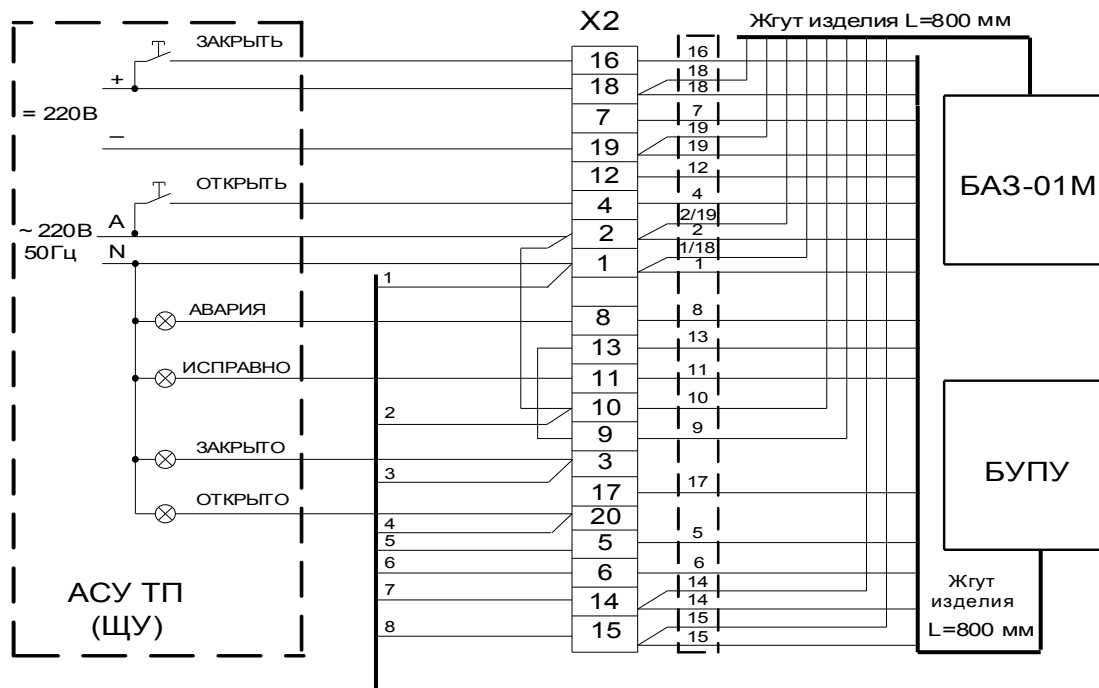 X2
Жгут изделия L=800 мм
ЗАКРЫТЬ
+
= 220В
–
ОТКРЫТЬ
А
~ 220В
50Гц
N
АВАРИЯ
ИСПРАВНО
ЗАКРЫТО
ОТКРЫТО
АСУ ТП
(ЩУ)
1
2
3
4
5
6
7
8
16
18
7
19
12
4
2
1
8
13
11
10
9
3
17
20
5
6
14
15
16
18
18
7
19
19
12
4
2/19
2
1/18
1
8
13
11
10
9
17
5
6
14
14
15
15
БАЗ-01М
БУПУ
Жгут
изделия
L=800 мм